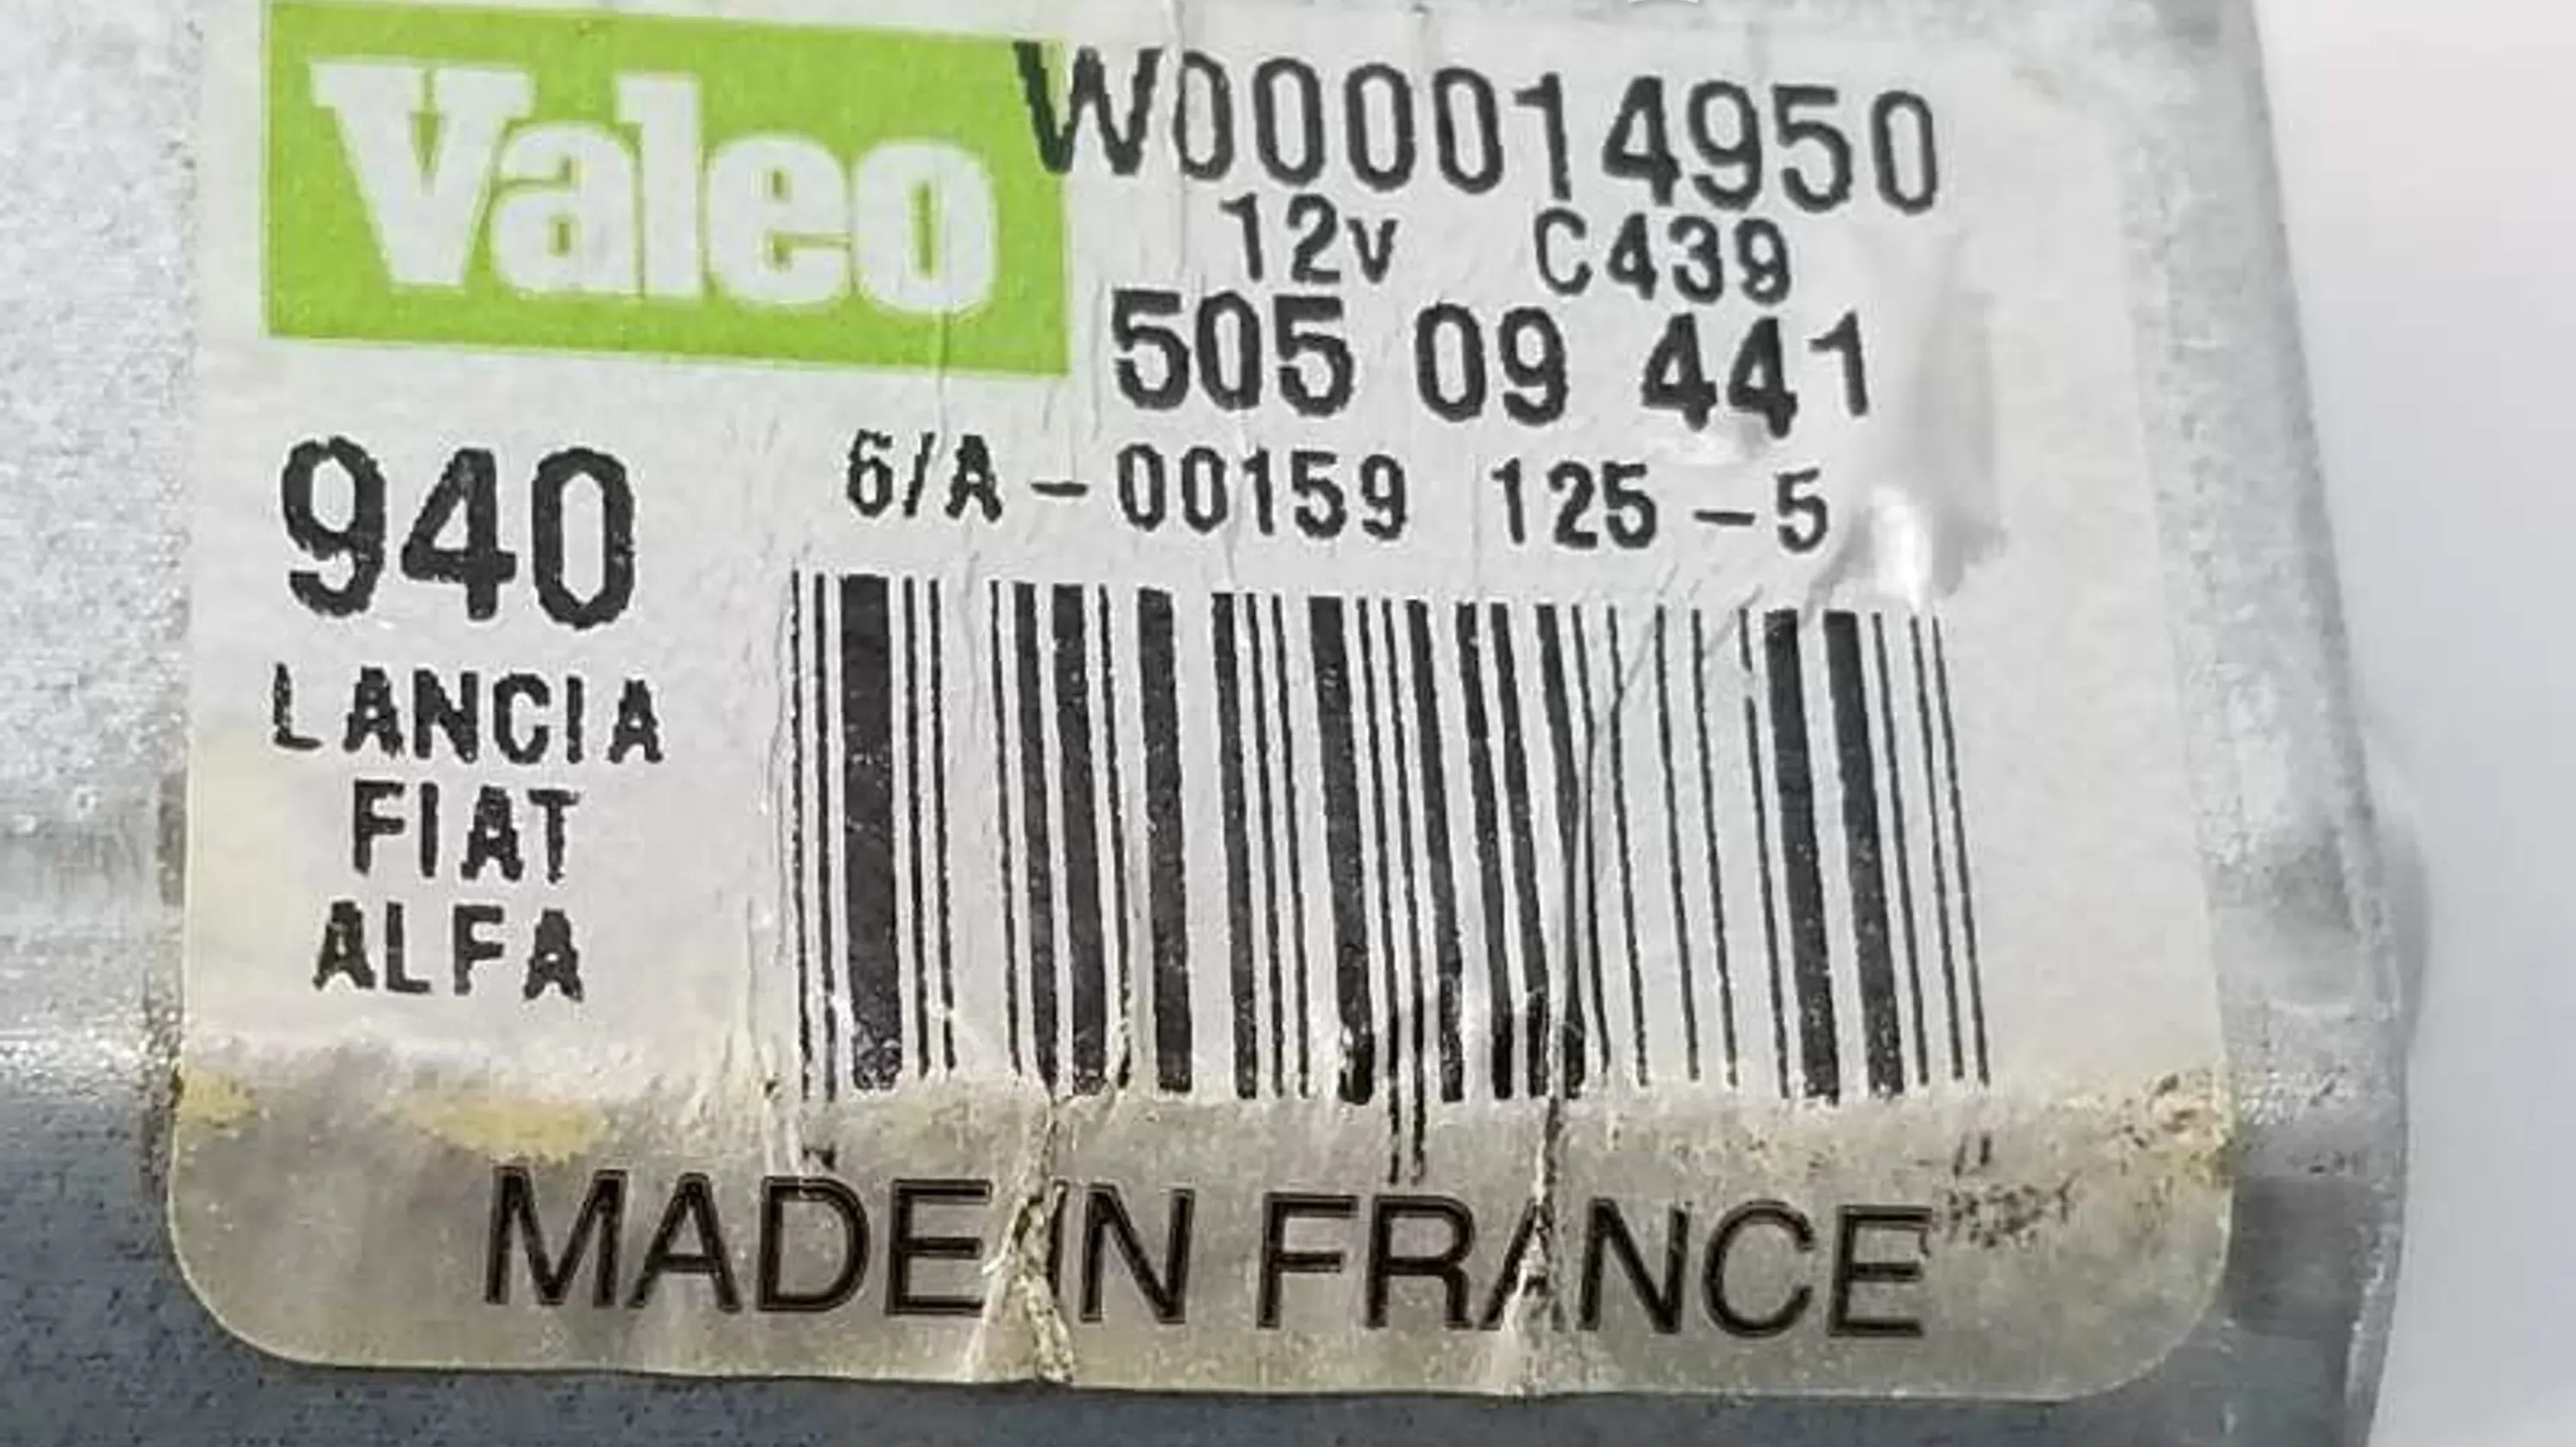 Valeo
W000014950
12v C439
505 09 441
940
6/A-00159 125-5
LANCIA
FIAT
ALFA
MADE IN FRANCE